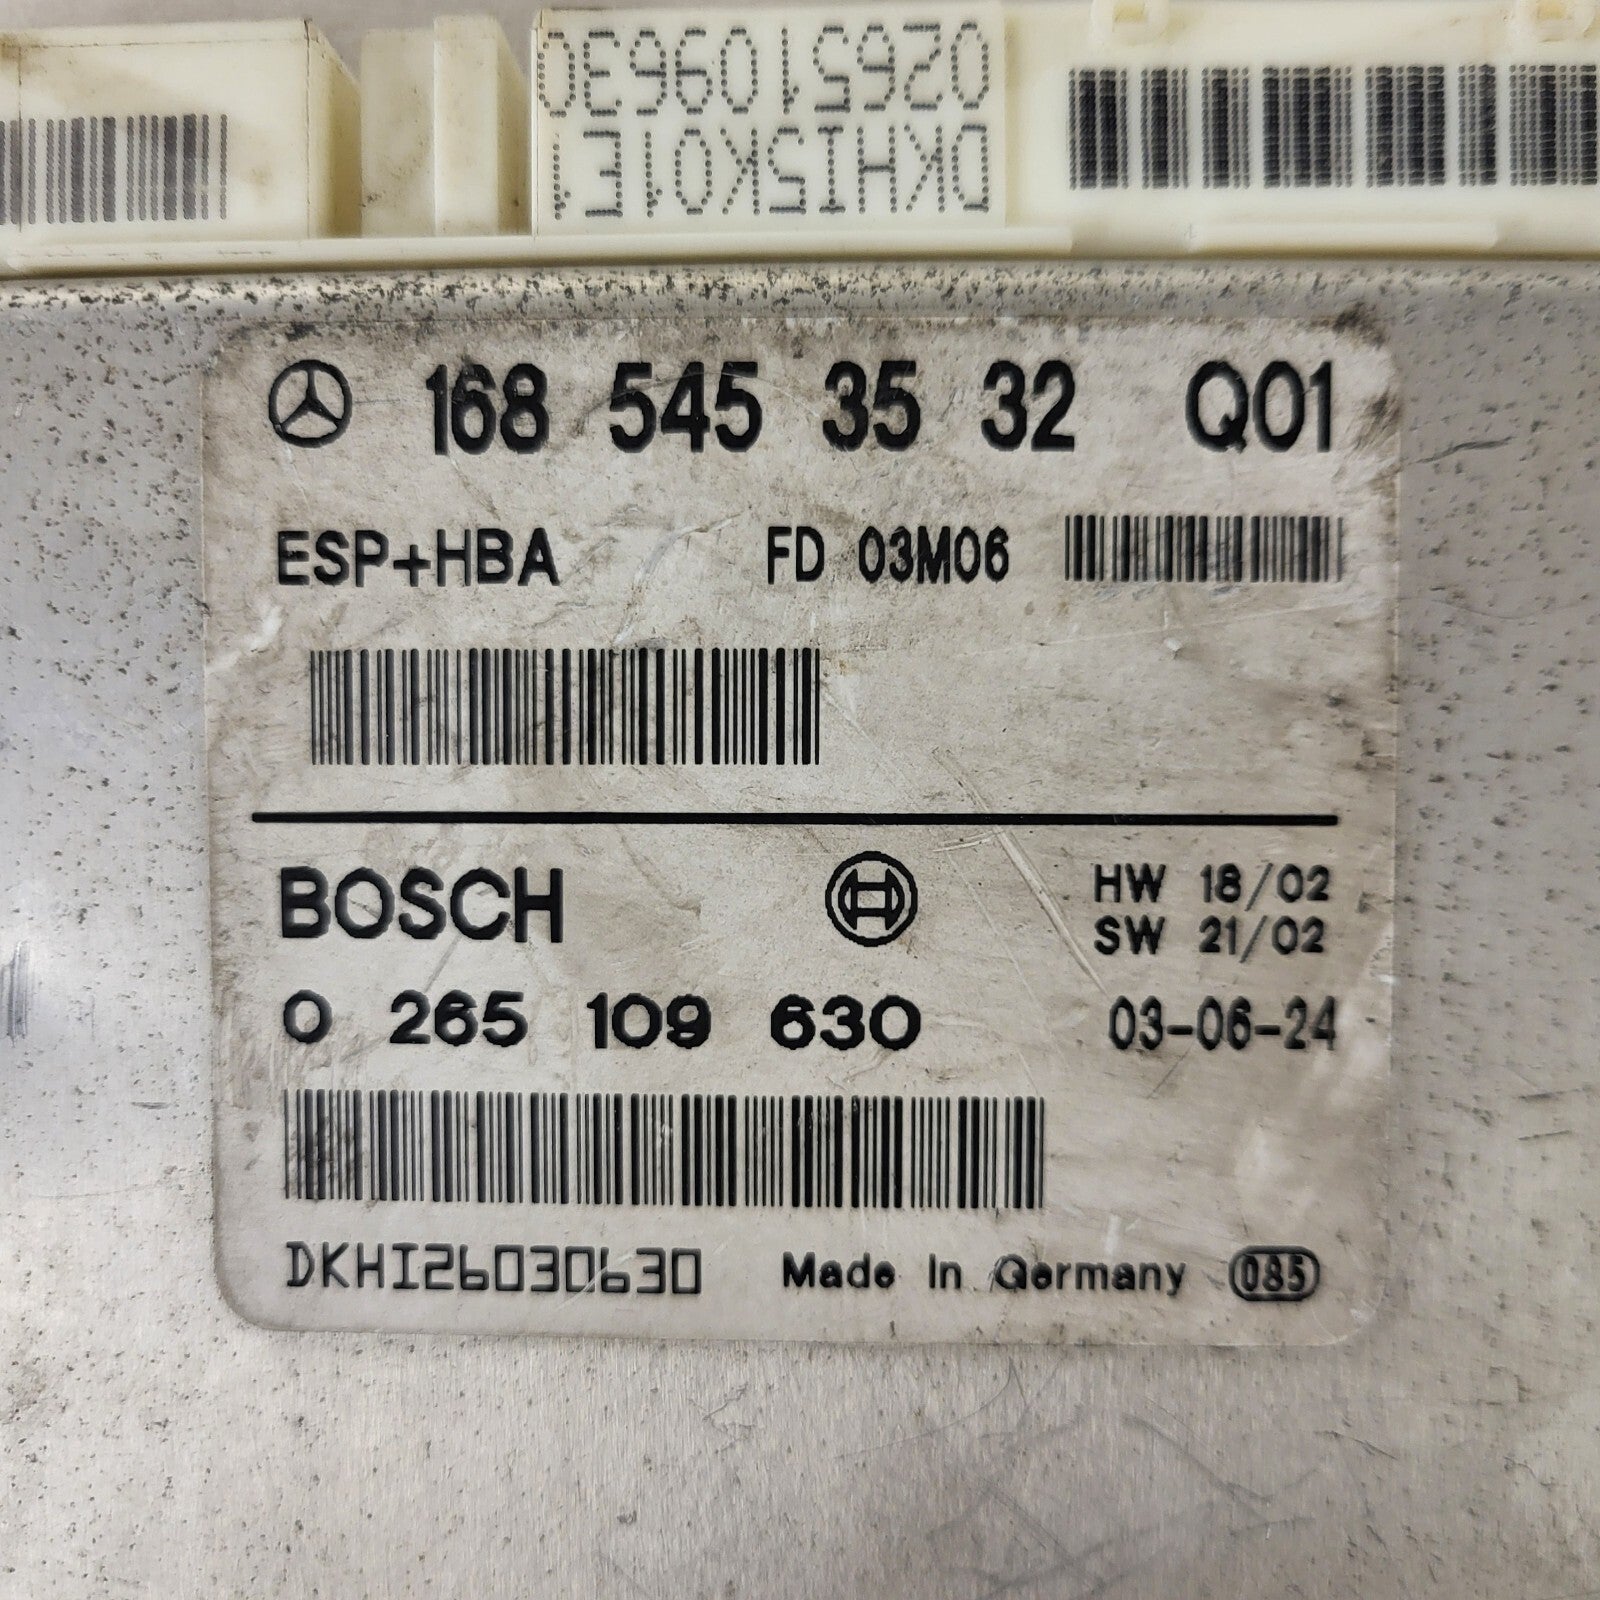 0265109630
DKHI5K01E1
168 545 35 32 Q01
ESP+HBA FD 03M06
BOSCH HW 18/02
SW 21/02
0 265 109 630 03-06-24
DKHI26030630 Made In Germany 085